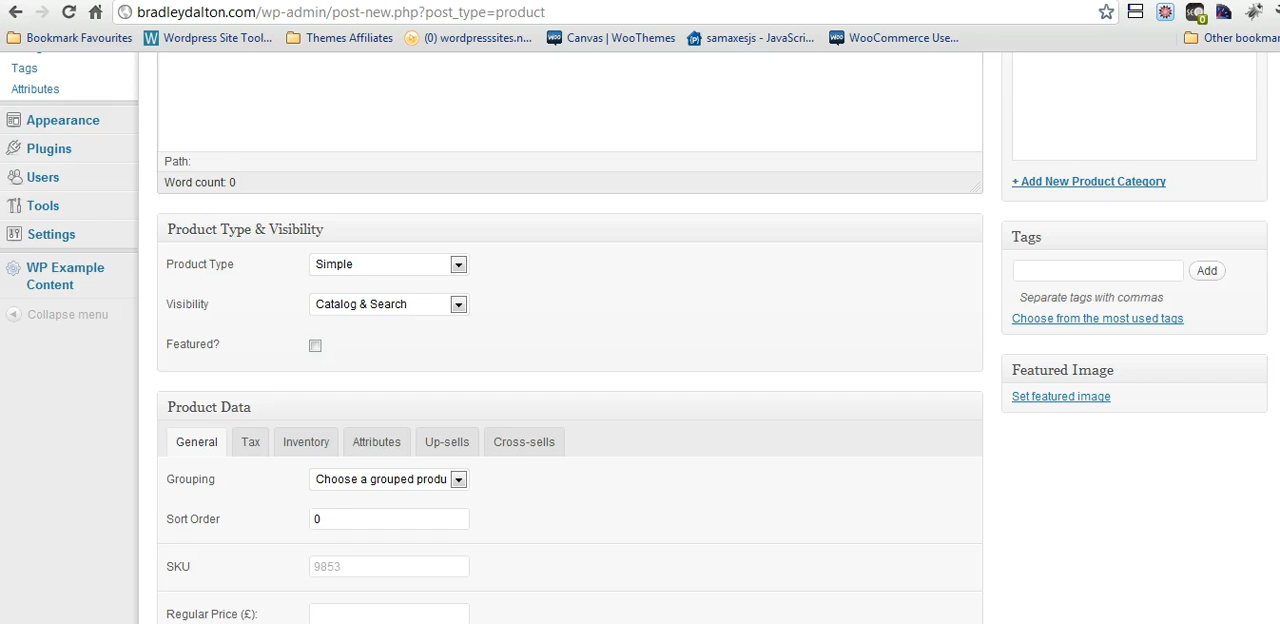 bradleydalton.com/wp-admin/post-new.php?post_type=product
Bookmark Favourites
Wordpress Site Tool...
Themes Affiliates
(0) wordpresssites.n...
Canvas | WooThemes
samaxesjs - JavaScri...
WooCommerce Use...
Other bookmar
Tags
Attributes
Appearance
Plugins
Users
Tools
Settings
WP Example
Content
Collapse menu
Path:
Word count: 0
Product Type & Visibility
Product Type
Simple
Visibility
Catalog & Search
Featured?
Product Data
General
Tax
Inventory
Attributes
Up-sells
Cross-sells
Grouping
Choose a grouped produ
Sort Order
0
SKU
9853
Regular Price (£):
+ Add New Product Category
Tags
Add
Separate tags with commas
Choose from the most used tags
Featured Image
Set featured image